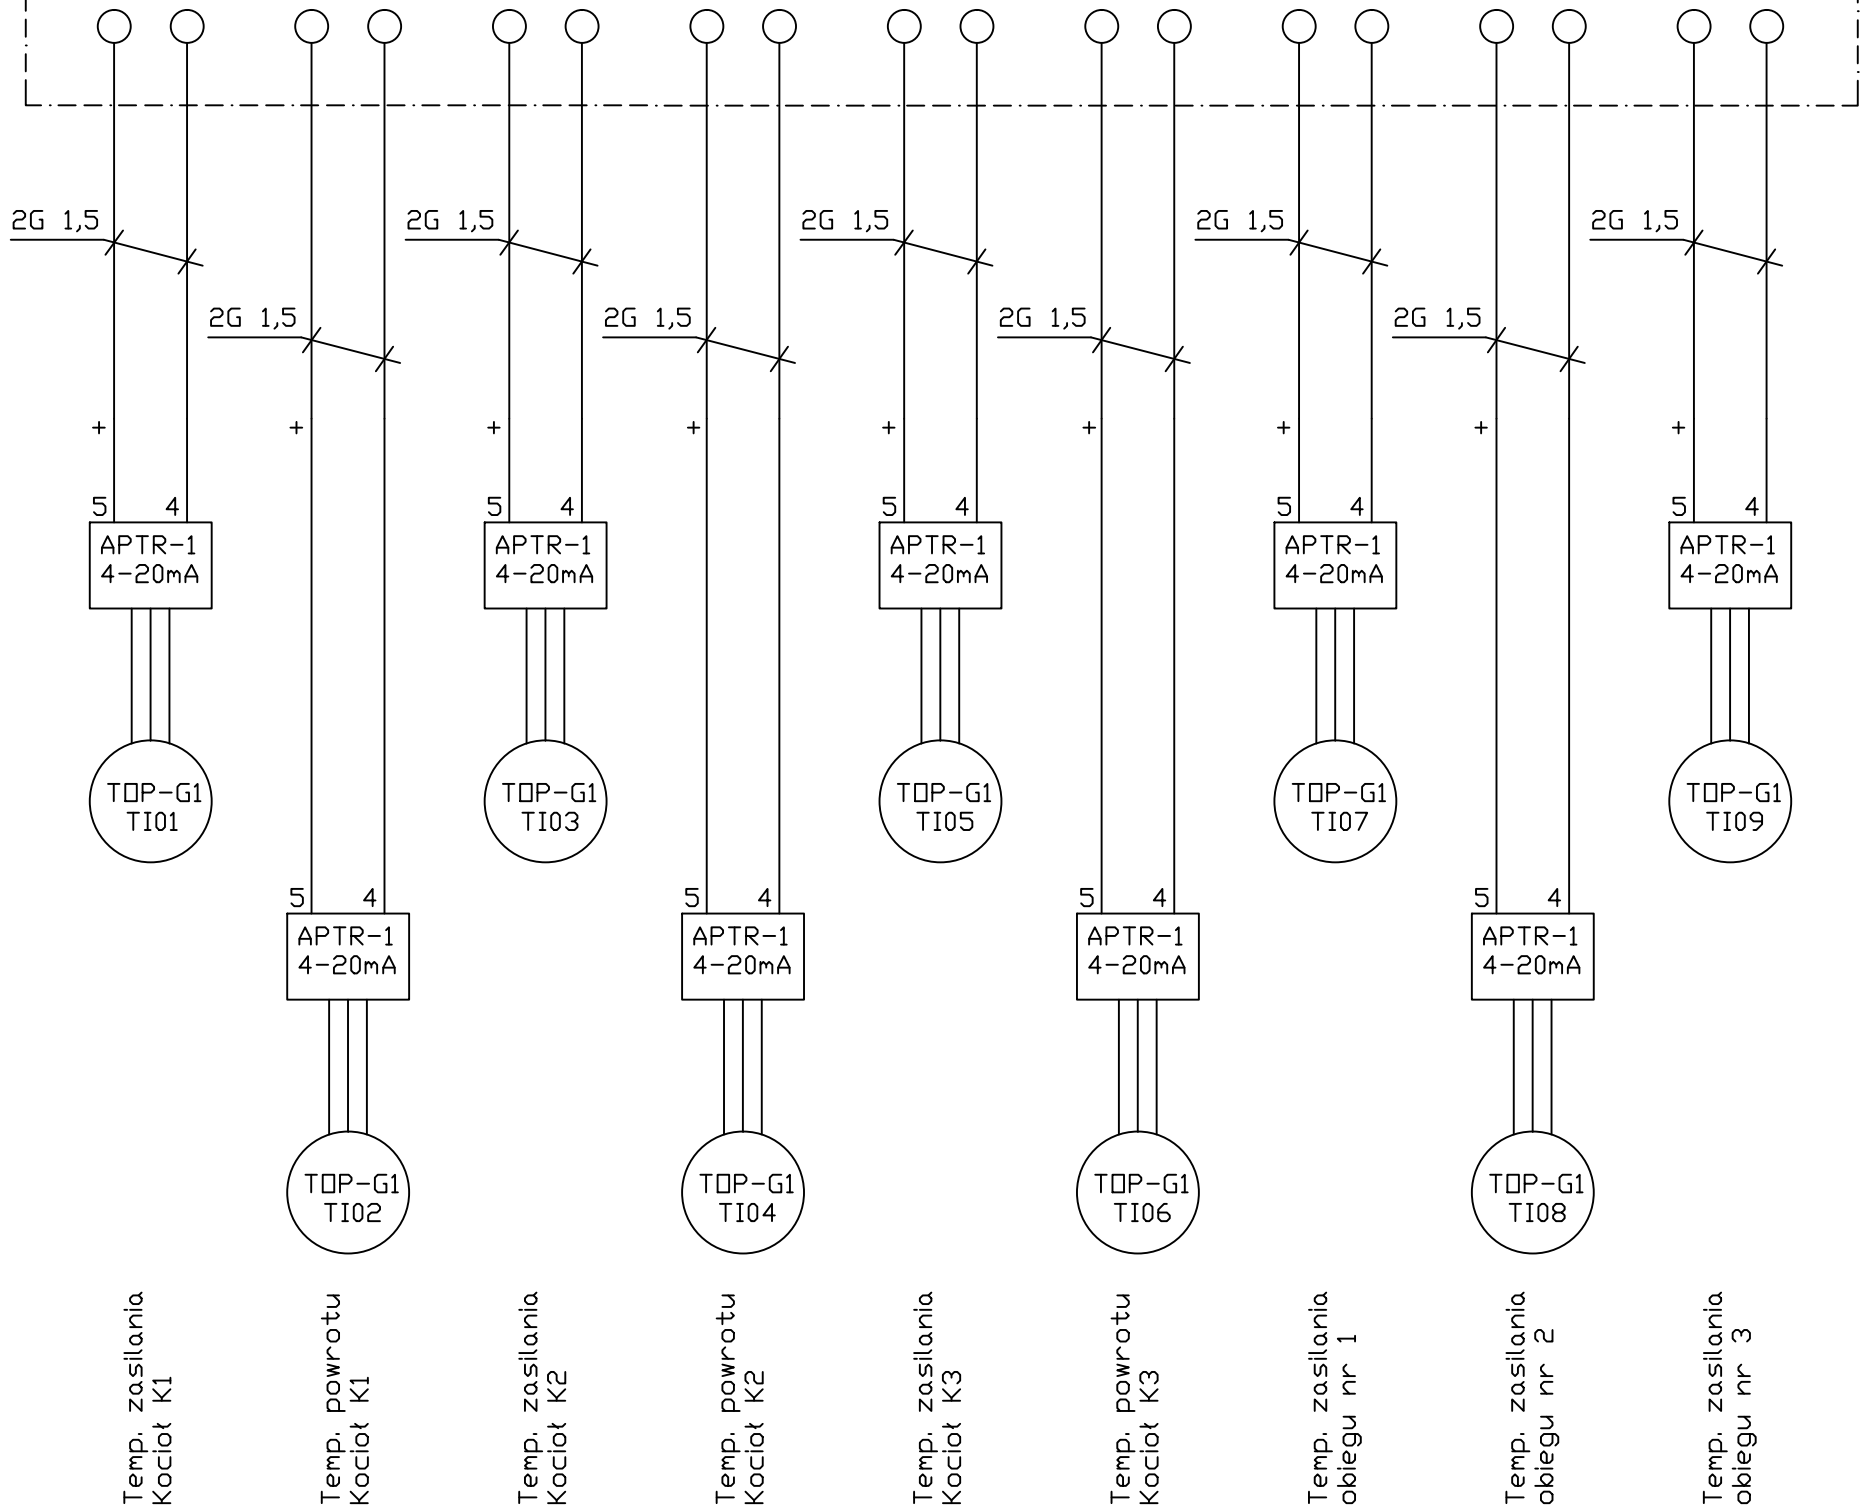 2G 1,5
2G 1,5
2G 1,5
2G 1,5
2G 1,5
2G 1,5
2G 1,5
2G 1,5
2G 1,5
+ + + + + + + + +
5 4
5 4
5 4
5 4
5 4
APTR-1
4-20mA
APTR-1
4-20mA
APTR-1
4-20mA
APTR-1
4-20mA
APTR-1
4-20mA
TOP-G1
TI01
TOP-G1
TI03
TOP-G1
TI05
TOP-G1
TI07
TOP-G1
TI09
5 4
5 4
5 4
5 4
APTR-1
4-20mA
APTR-1
4-20mA
APTR-1
4-20mA
APTR-1
4-20mA
TOP-G1
TI02
TOP-G1
TI04
TOP-G1
TI06
TOP-G1
TI08
Temp. zasilania
Kocioł K1
Temp. powrotu
Kocioł K1
Temp. zasilania
Kocioł K2
Temp. powrotu
Kocioł K2
Temp. zasilania
Kocioł K3
Temp. powrotu
Kocioł K3
Temp. zasilania
obiegu nr 1
Temp. zasilania
obiegu nr 2
Temp. zasilania
obiegu nr 3